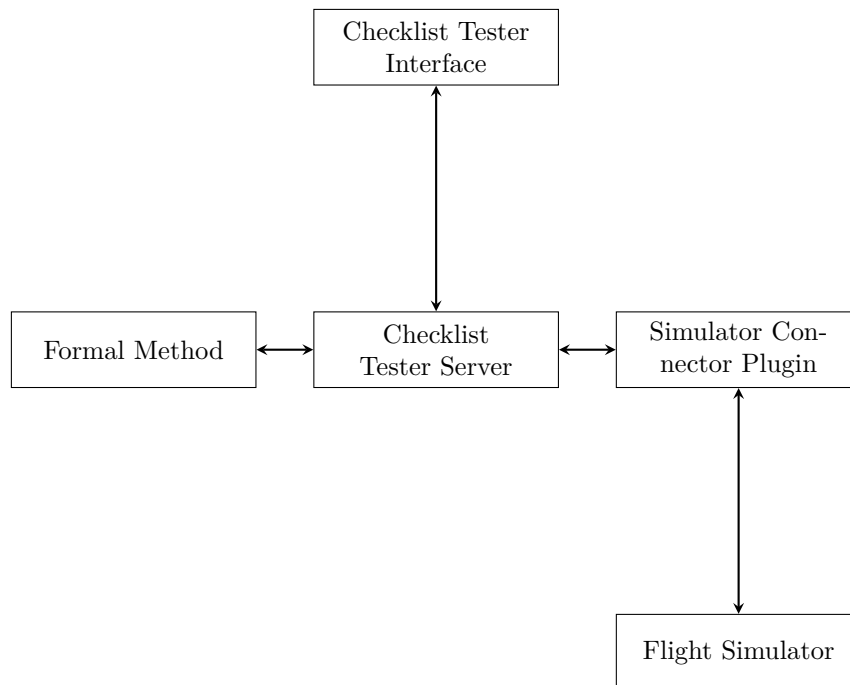 Checklist Tester
Interface
Formal Method
Checklist
Tester Server
Simulator Con-
nector Plugin
Flight Simulator